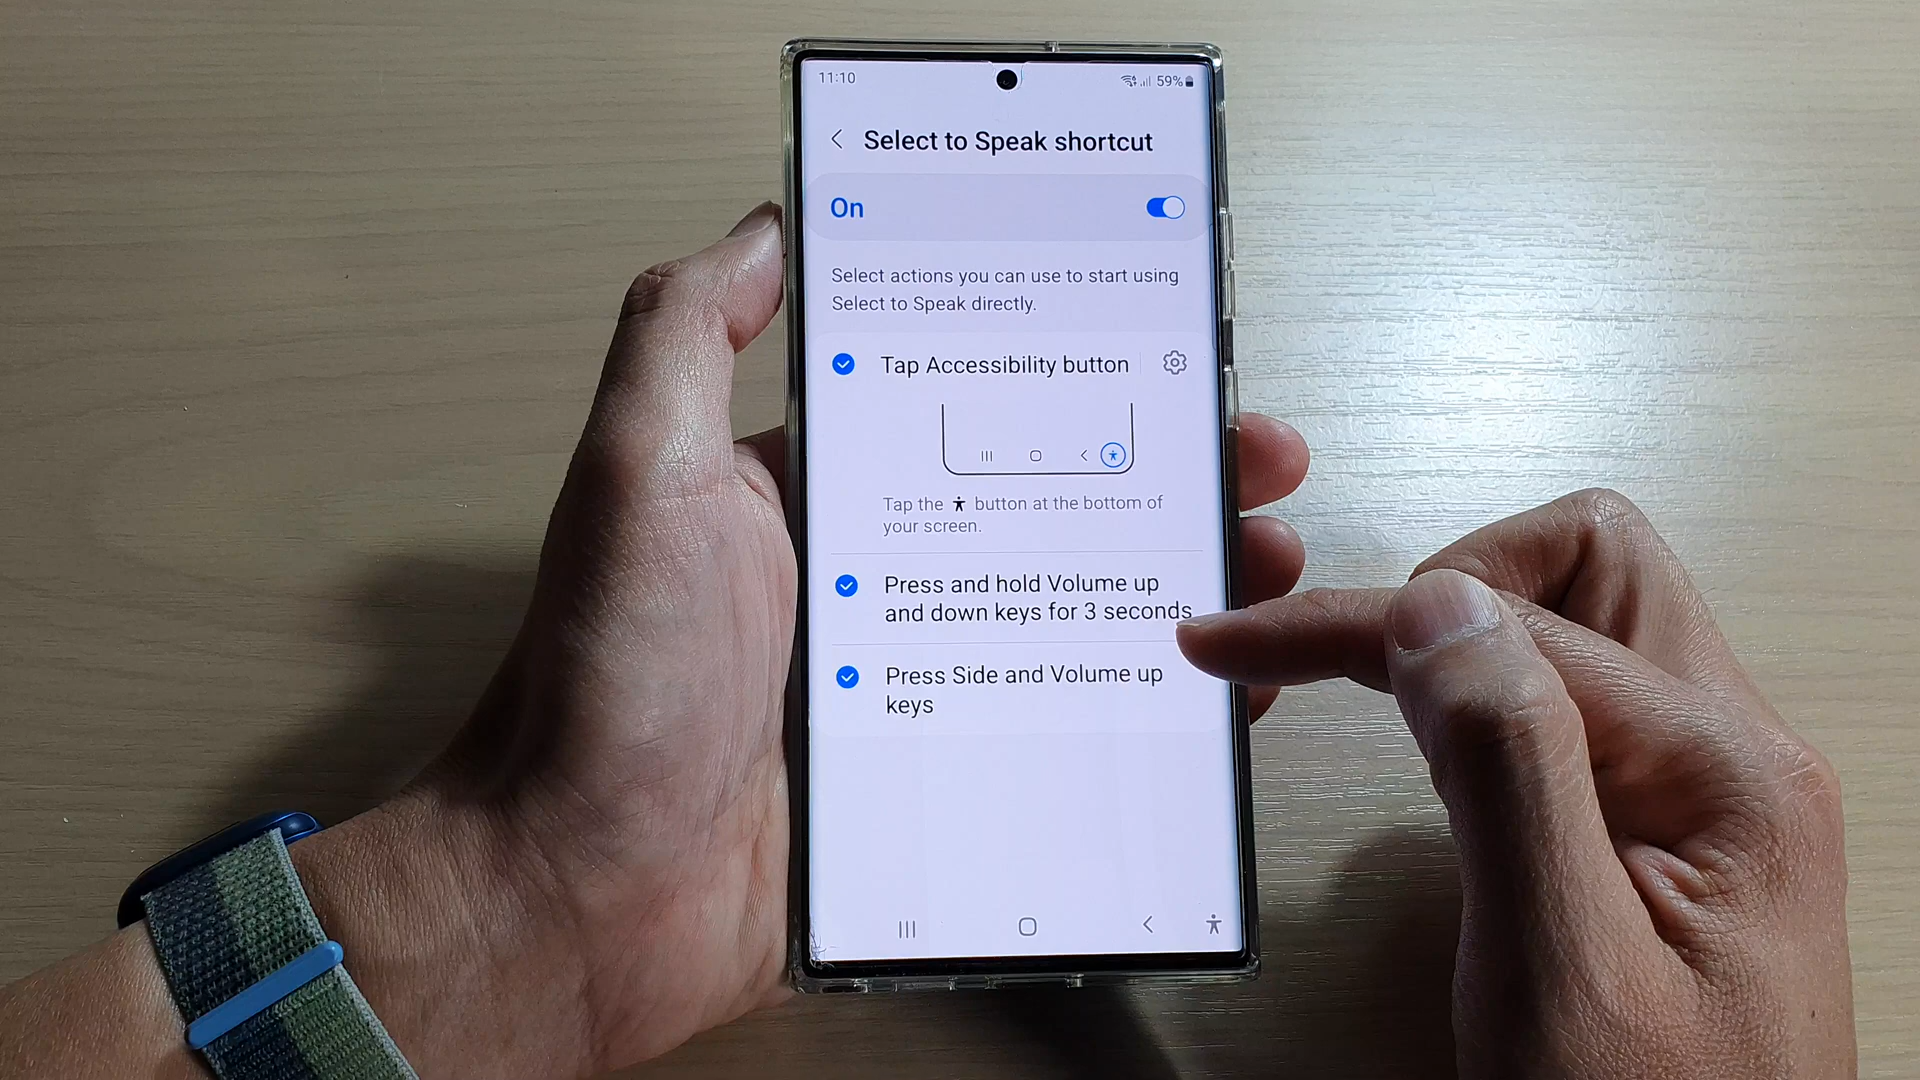 11:10
59%
Select to Speak shortcut
On
Select actions you can use to start using
Select to Speak directly.
Tap Accessibility button
Tap the button at the bottom of
your screen.
Press and hold Volume up
and down keys for 3 seconds
Press Side and Volume up
keys